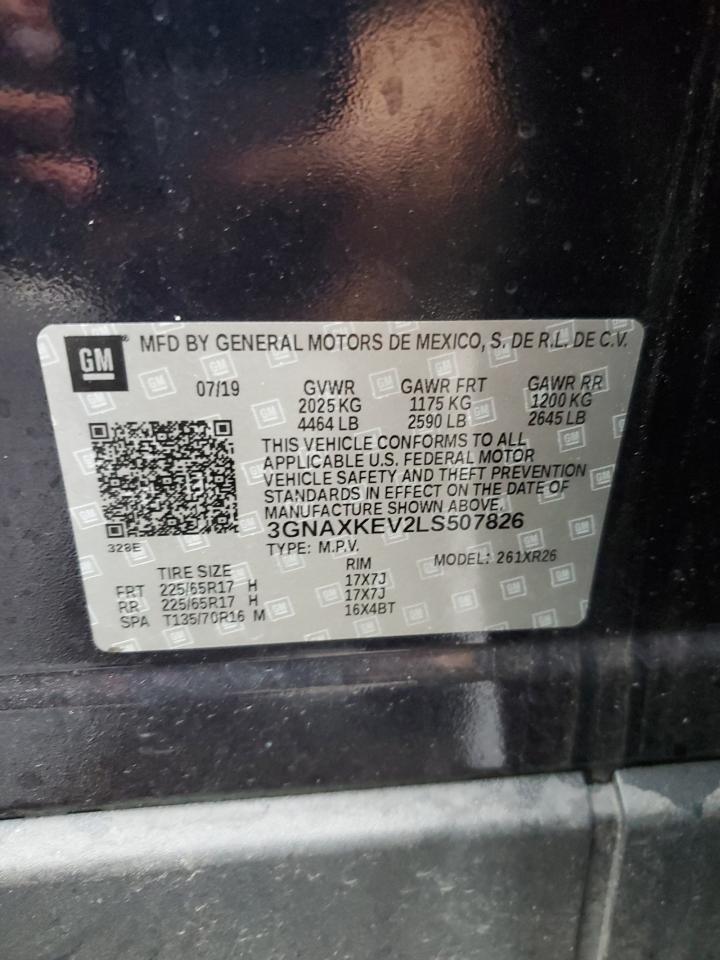 GM MFD BY GENERAL MOTORS DE MEXICO, S. DE R.L. DE C.V.
07/19 GVWR GAWR FRT GAWR RR
2025 KG 1175 KG 1200 KG
4464 LB 2590 LB 2645 LB
THIS VEHICLE CONFORMS TO ALL
APPLICABLE U.S. FEDERAL MOTOR
VEHICLE SAFETY AND THEFT PREVENTION
STANDARDS IN EFFECT ON THE DATE OF
MANUFACTURE SHOWN ABOVE.
3GNAXKEV2LS507826
328E
TYPE: M.P.V. MODEL: 261XR26
TIRE SIZE RIM
FRT 225/65R17 H 17X7J
RR 225/65R17 H 17X7J
SPA T135/70R16 M 16X4BT